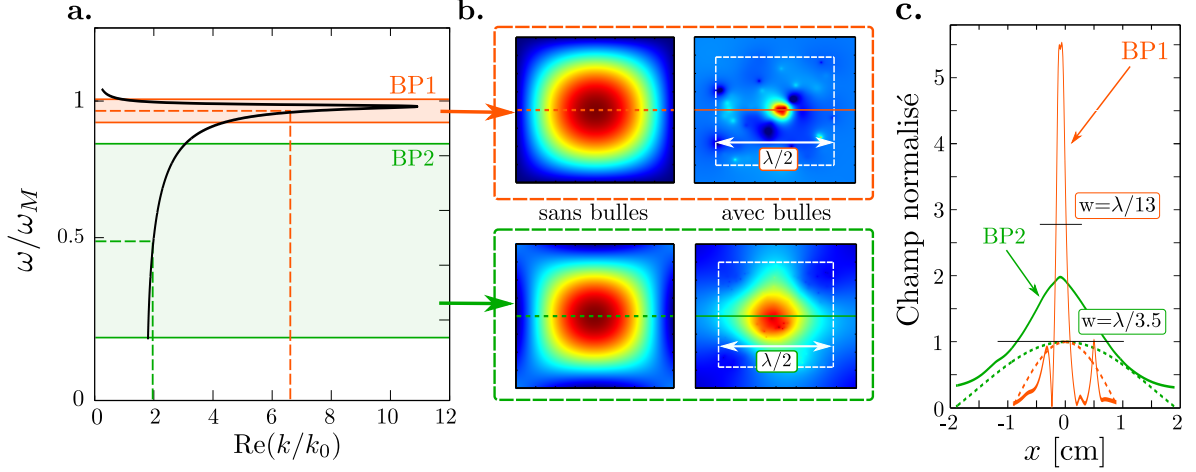 a.
b.
c.
ω/ω_M
1
0.5
0
BP1
BP2
0
2
4
6
8
10
12
Re(k/k₀)
λ/2
sans bulles
avec bulles
λ/2
Champ normalisé
5
4
3
2
1
0
BP1
w=λ/13
BP2
w=λ/3.5
-2
-1
0
1
2
x [cm]